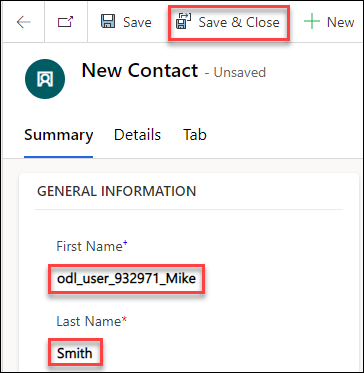 Save Save & Close + New
New Contact - Unsaved
Summary Details Tab
GENERAL INFORMATION
First Name+
odl_user_932971_Mike
Last Name*
Smith